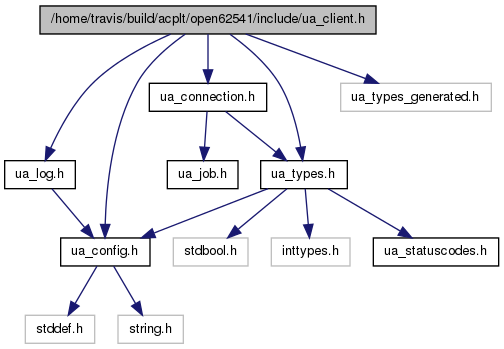 /home/travis/build/acplt/open62541/include/ua_client.h
ua_connection.h
ua_types_generated.h
ua_log.h
ua_job.h
ua_types.h
ua_config.h
stdbool.h
inttypes.h
ua_statuscodes.h
stddef.h
string.h